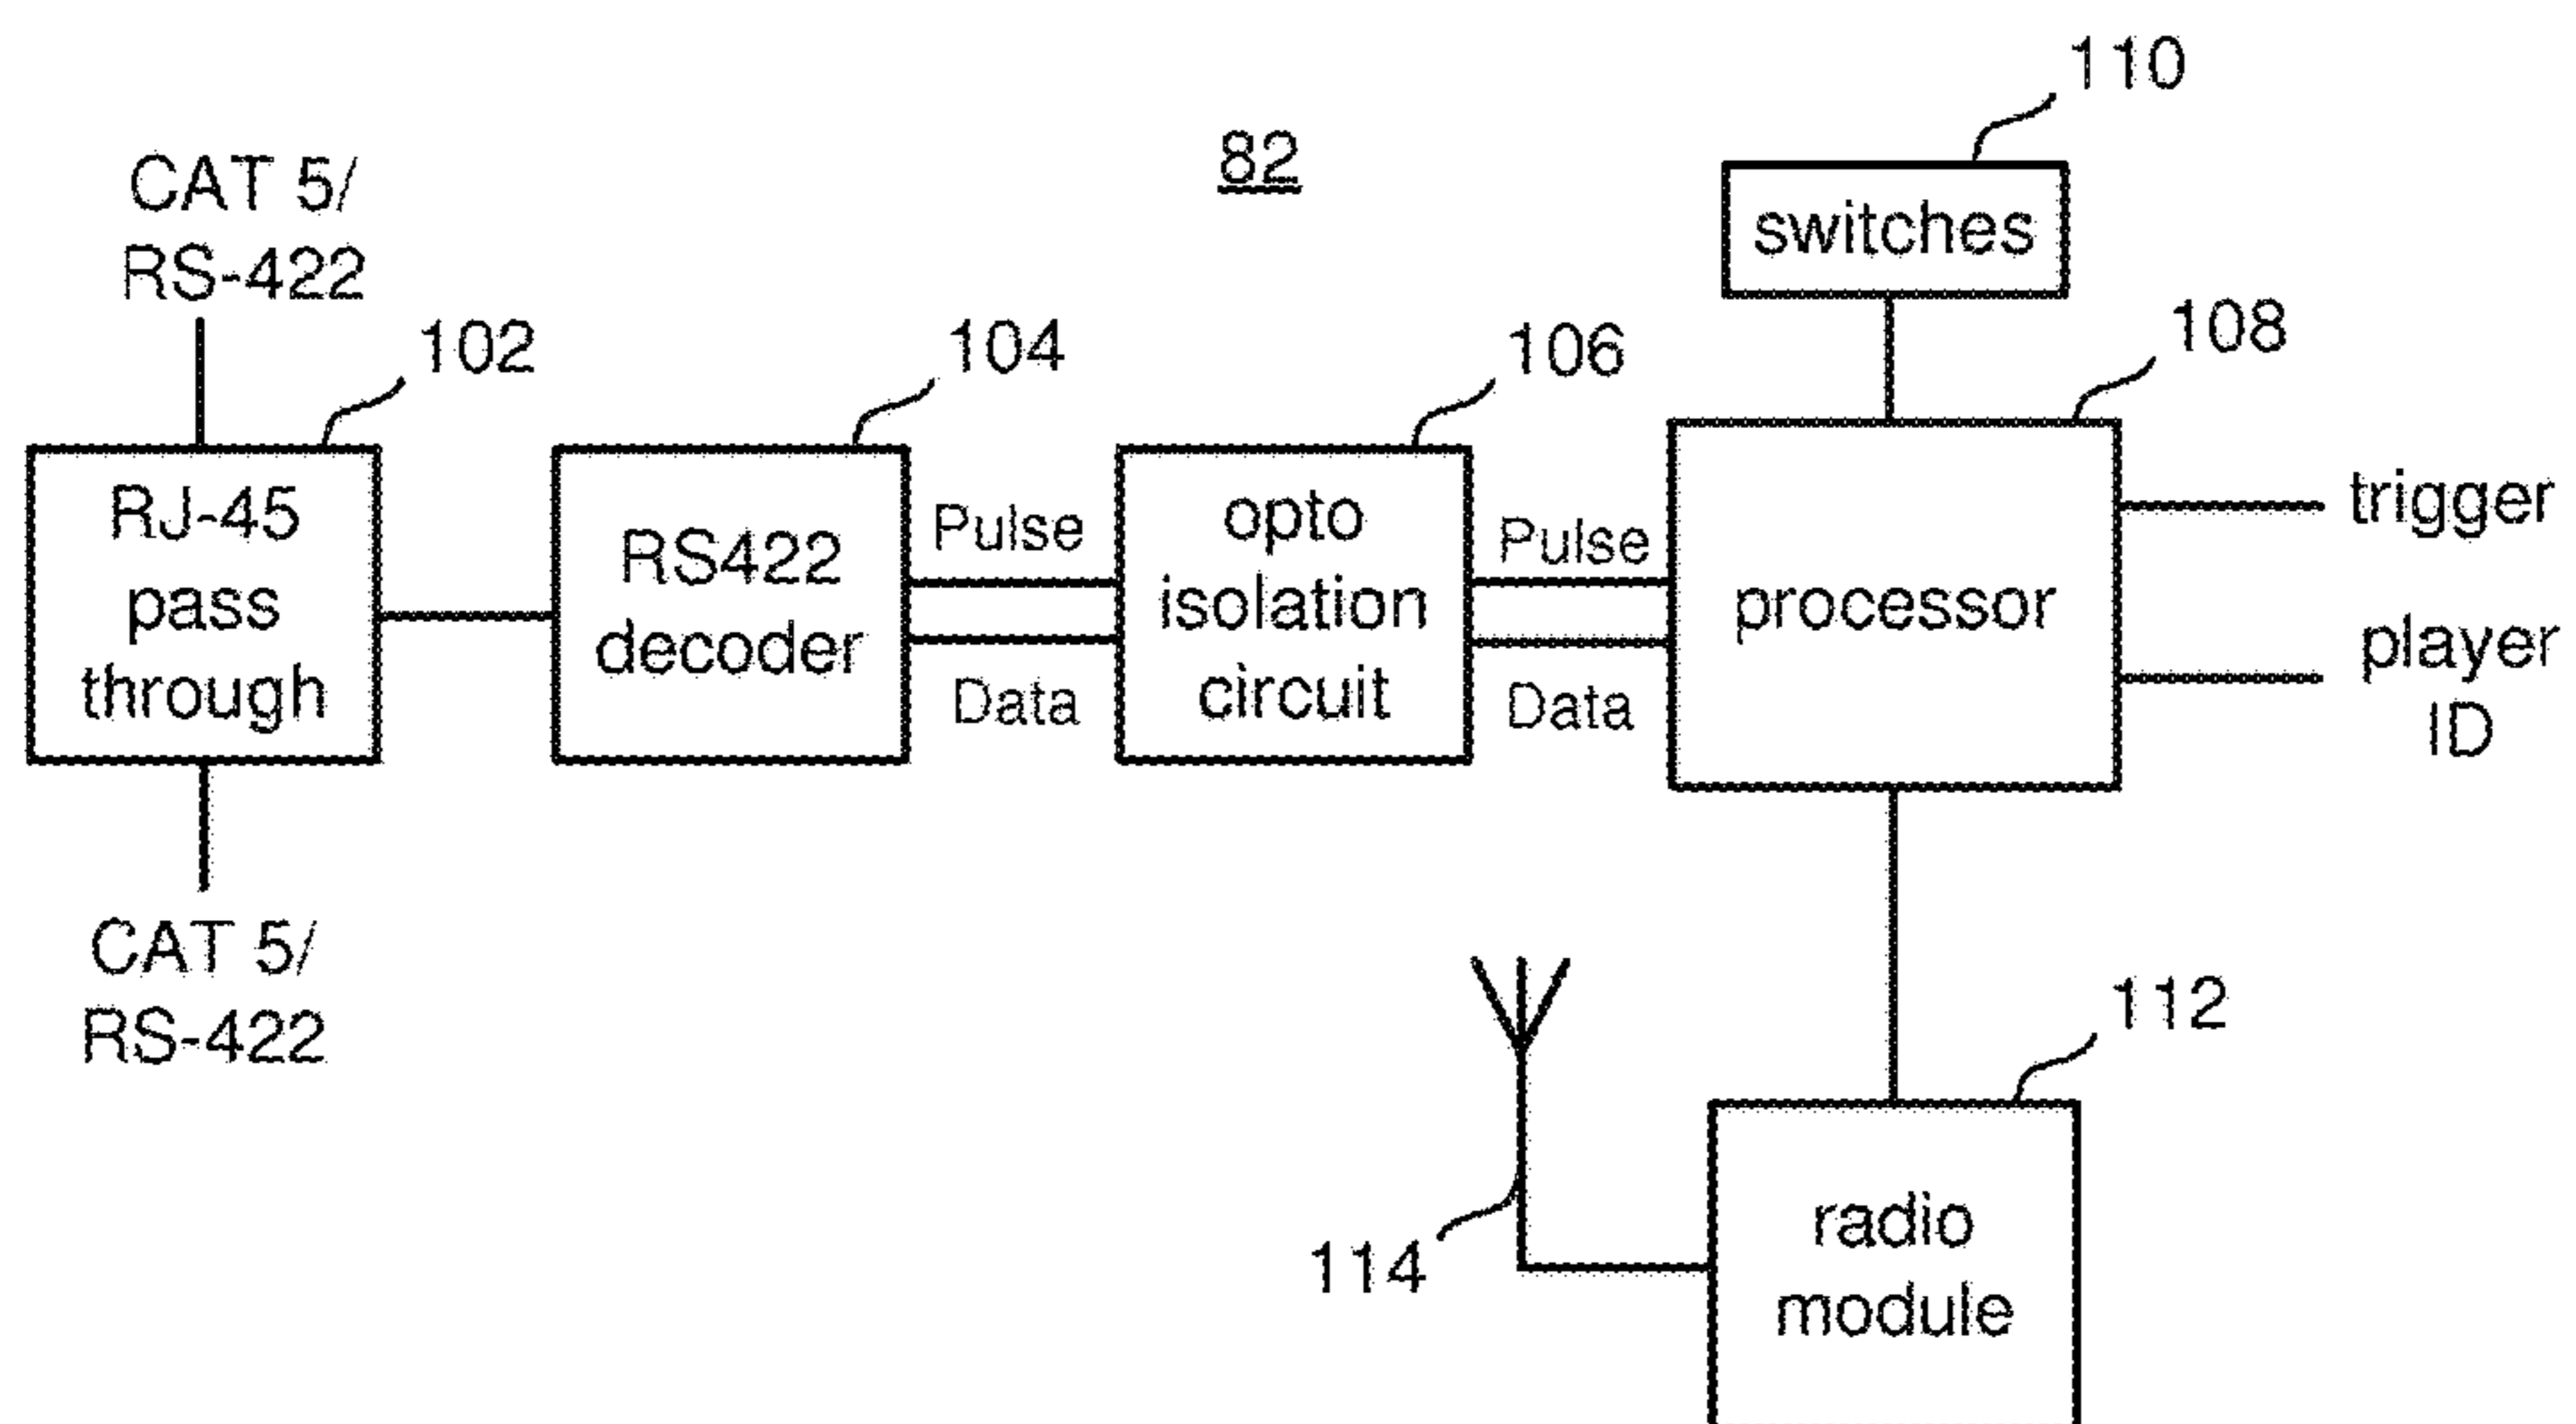 110
82
CAT 5/
RS-422
switches
102
104
106
108
RJ-45
pass
through
RS422
decoder
Pulse
Data
opto
isolation
circuit
Pulse
Data
processor
trigger
player
ID
CAT 5/
RS-422
112
114
radio
module